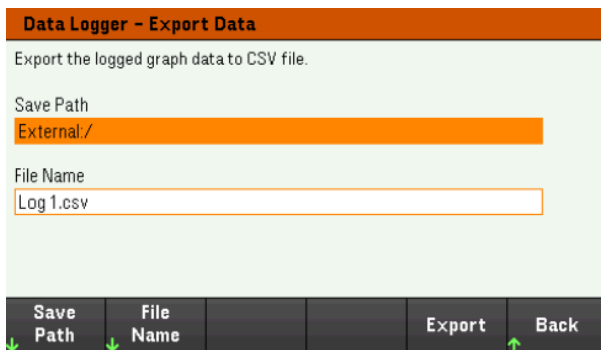 Data Logger - Export Data
Export the logged graph data to CSV file.
Save Path
External:/
File Name
Log 1.csv
Save Path
File Name
Export
Back